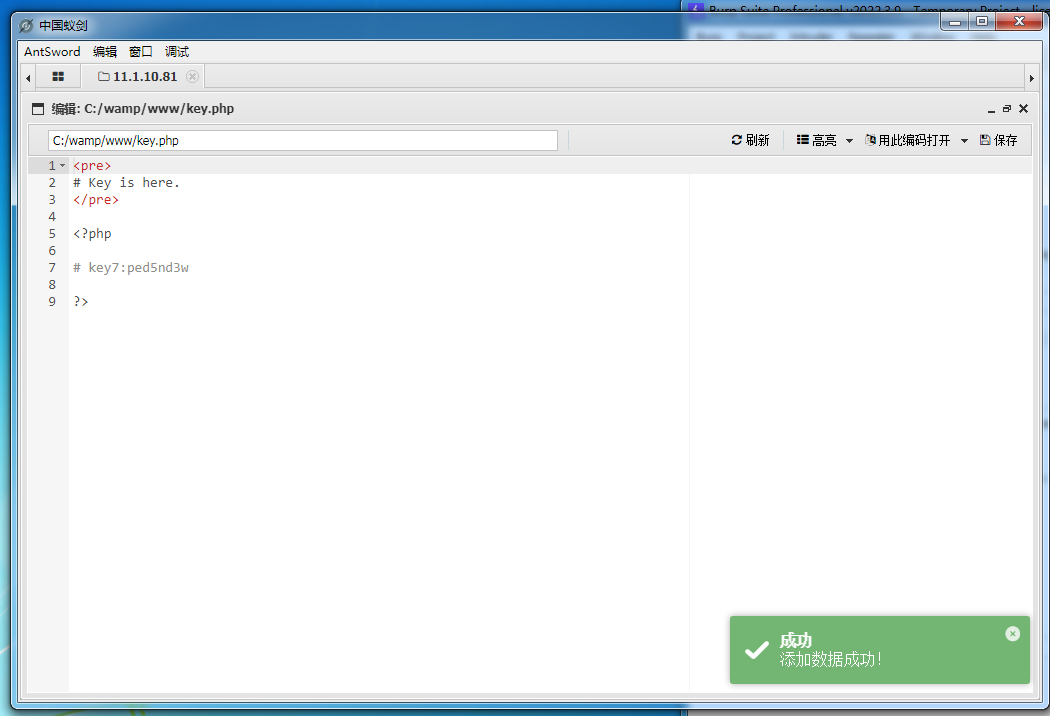 Burp Suite Professional v2022.3.9 - Temporary Project - lice
中国蚁剑
AntSword 编辑 窗口 调试
11.1.10.81
编辑: C:/wamp/www/key.php
C:/wamp/www/key.php 刷新 高亮 用此编码打开 保存
1 <pre>
2 # Key is here.
3 </pre>
4
5 <?php
6
7 # key7:ped5nd3w
8
9 ?>
成功
添加数据成功!